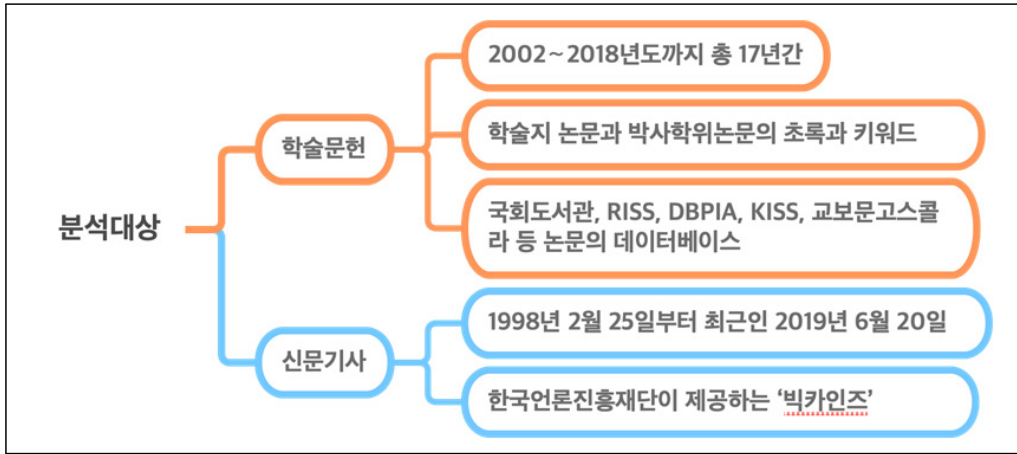 분석대상
학술문헌
2002~2018년도까지 총 17년간
학술지 논문과 박사학위논문의 초록과 키워드
국회도서관, RISS, DBPIA, KISS, 교보문고스콜
라 등 논문의 데이터베이스
신문기사
1998년 2월 25일부터 최근인 2019년 6월 20일
한국언론진흥재단이 제공하는 ‘빅카인즈’